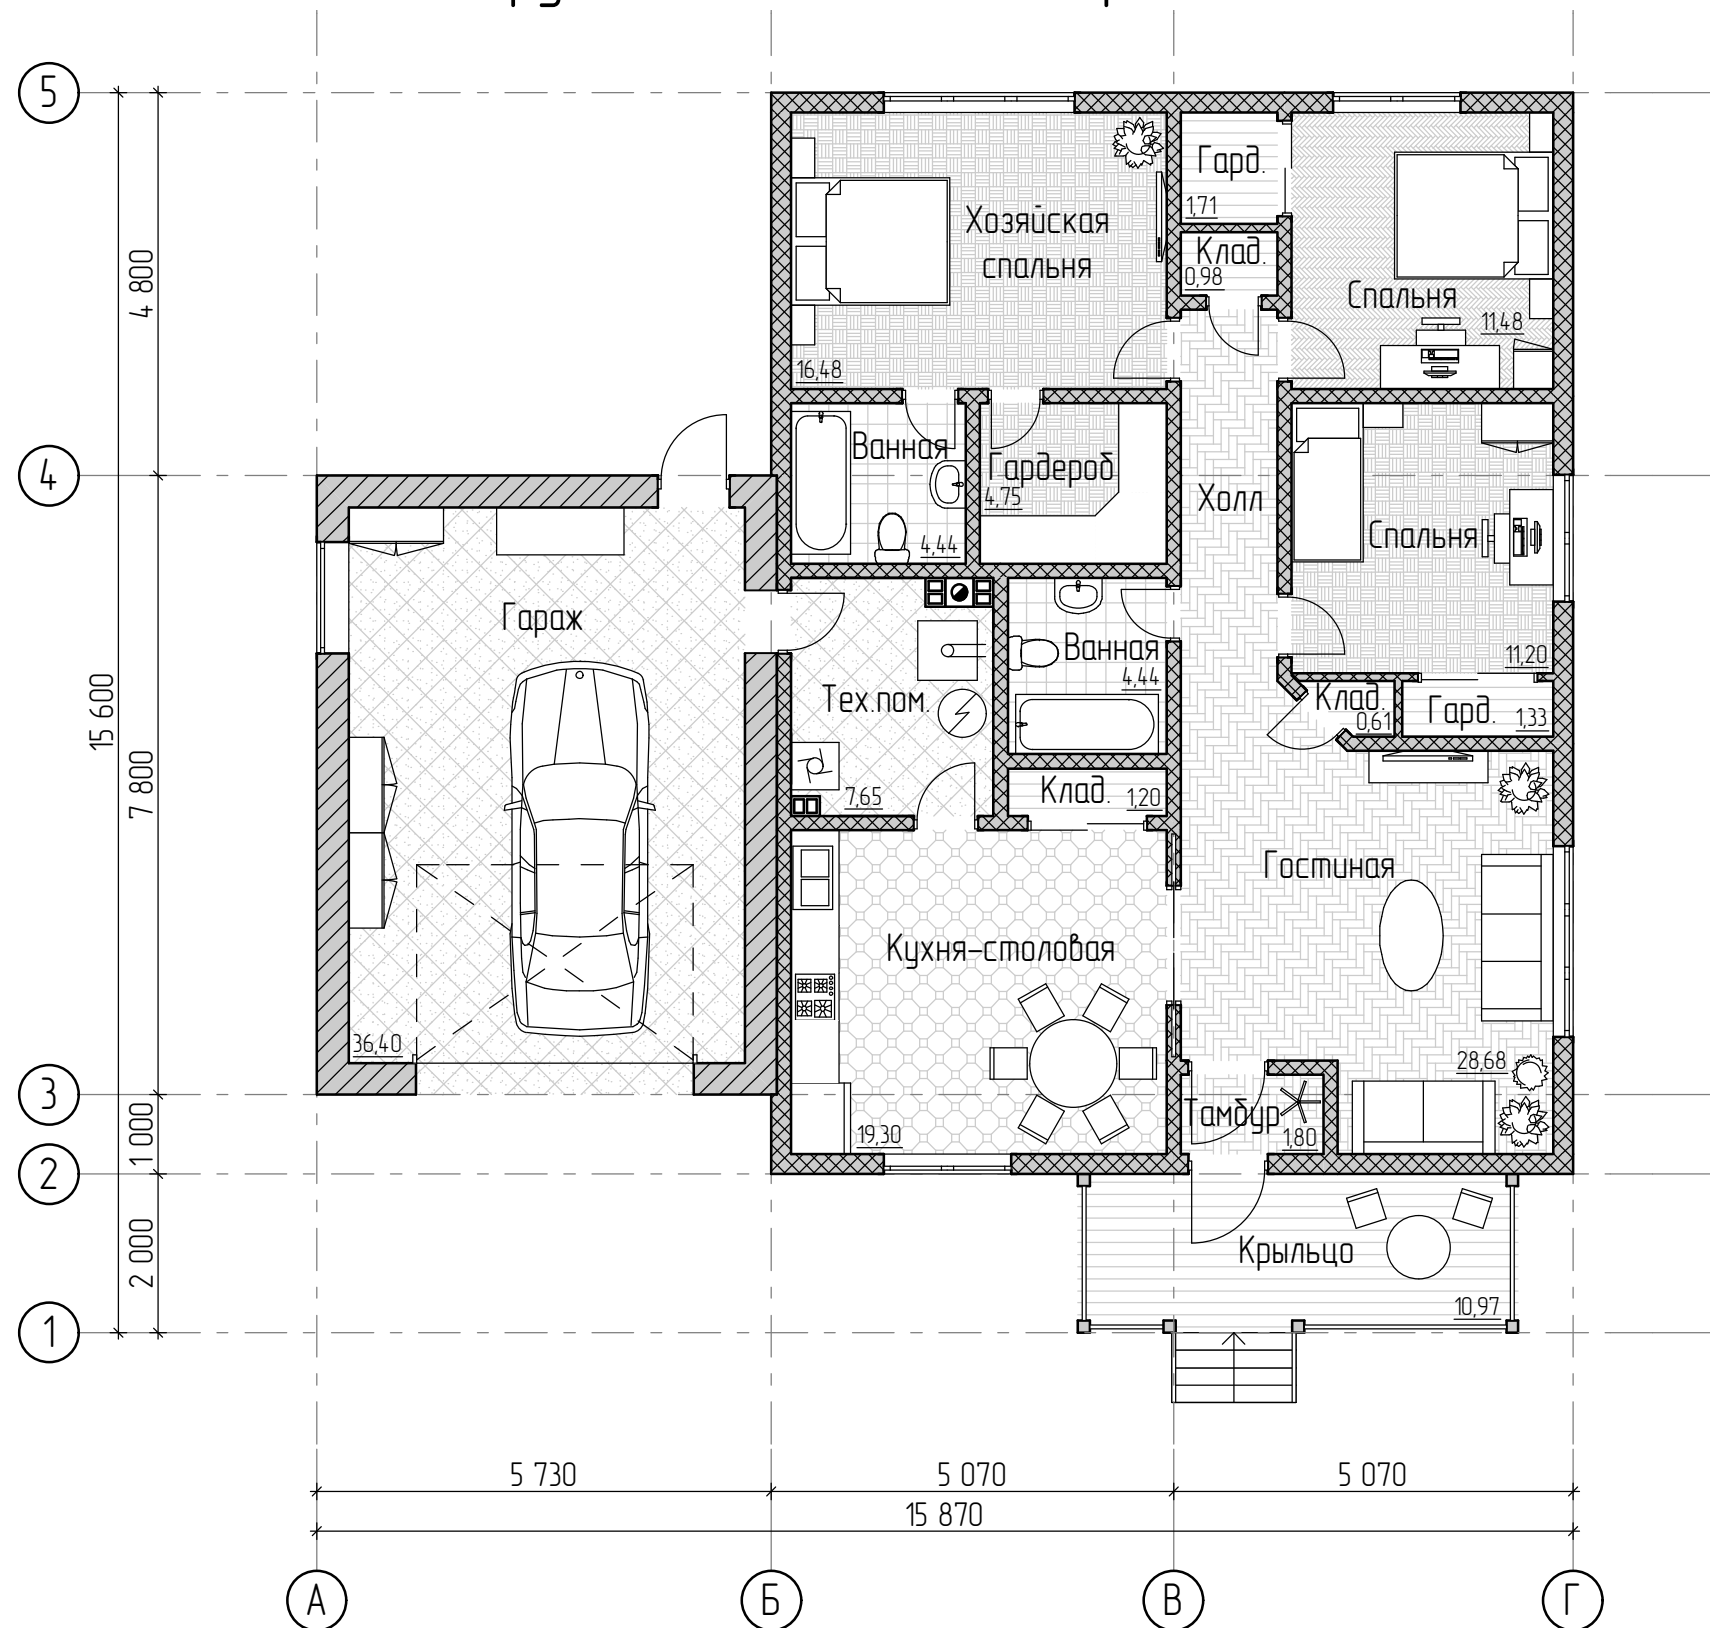 5
Гард.
1,71
Хозяйская
спальня
Клад.
0,98
Спальня
11,48
4 800
16,48
4
Ванная
Гардероб
4,75
4,44
Холл
Спальня
Гараж
11,20
Ванная
4,44
Тех.пом.
Клад.
0,61
Гард.
1,33
15 600
7 800
7,65
Клад.
1,20
Гостиная
Кухня-столовая
36,40
28,68
3
1 000
Тамбур
1,80
19,30
2
2 000
Крыльцо
10,97
1
5 730
5 070
5 070
15 870
А
Б
В
Г